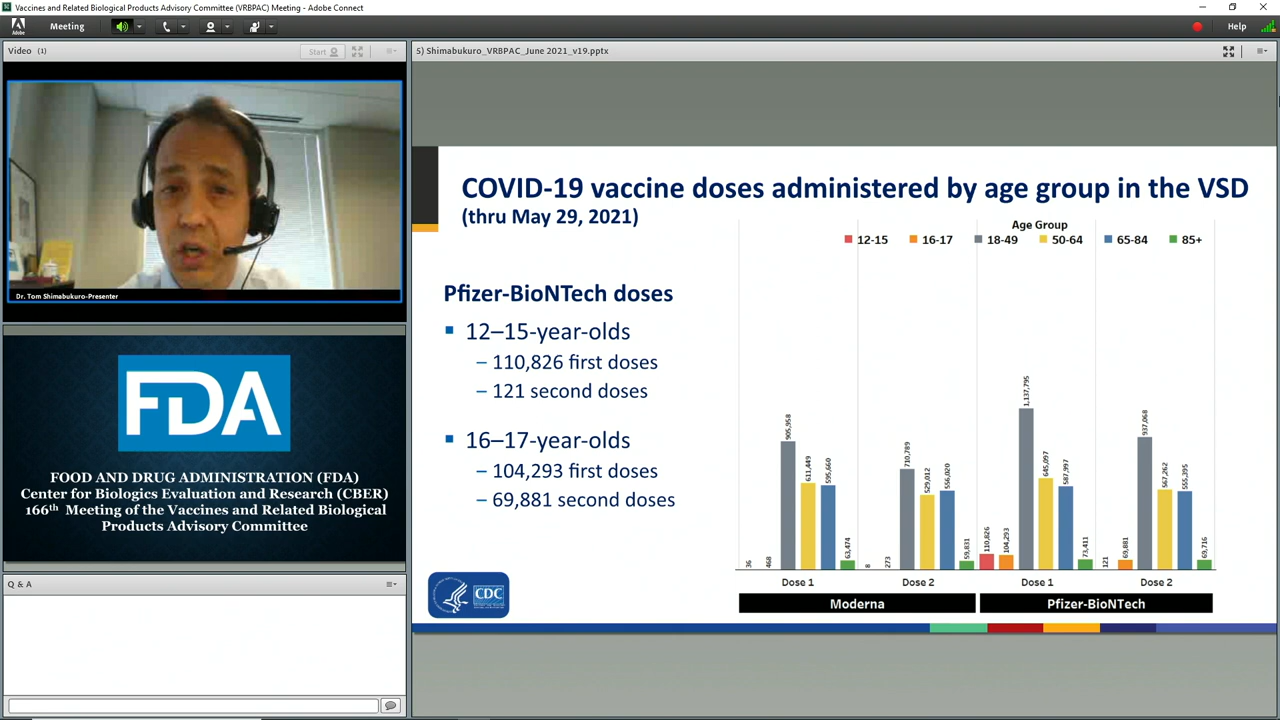 Vaccines and Related Biological Products Advisory Committee (VRBPAC) Meeting - Adobe Connect
Adobe
Meeting
Help
Video (1)
Start
Dr. Tom Shimabukuro-Presenter
FDA
FOOD AND DRUG ADMINISTRATION (FDA)
Center for Biologics Evaluation and Research (CBER)
166th Meeting of the Vaccines and Related Biological
Products Advisory Committee
Q & A
5) Shimabukuro_VRBPAC_June 2021_v19.pptx
COVID-19 vaccine doses administered by age group in the VSD
(thru May 29, 2021)
Pfizer-BioNTech doses
▪ 12–15-year-olds
– 110,826 first doses
– 121 second doses
▪ 16–17-year-olds
– 104,293 first doses
– 69,881 second doses
CDC
Age Group
12-15 16-17 18-49 50-64 65-84 85+
36 468 905,958 611,449 595,660 63,474
8 273 710,789 529,012 556,020 59,831
110,826 104,293 1,137,795 645,097 587,997 73,411
121 69,881 937,068 567,262 555,395 69,716
Dose 1 Dose 2 Dose 1 Dose 2
Moderna Pfizer-BioNTech